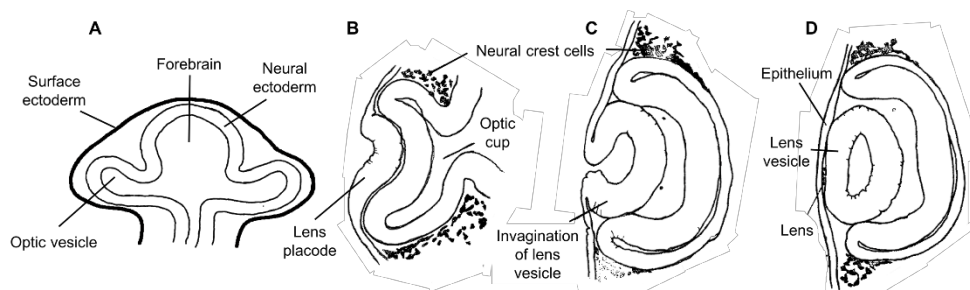 A
Forebrain
Surface
ectoderm
Neural
ectoderm
Optic vesicle
B
Neural crest cells
Optic
cup
Lens
placode
C
Invagination
of lens
vesicle
D
Epithelium
Lens
vesicle
Lens